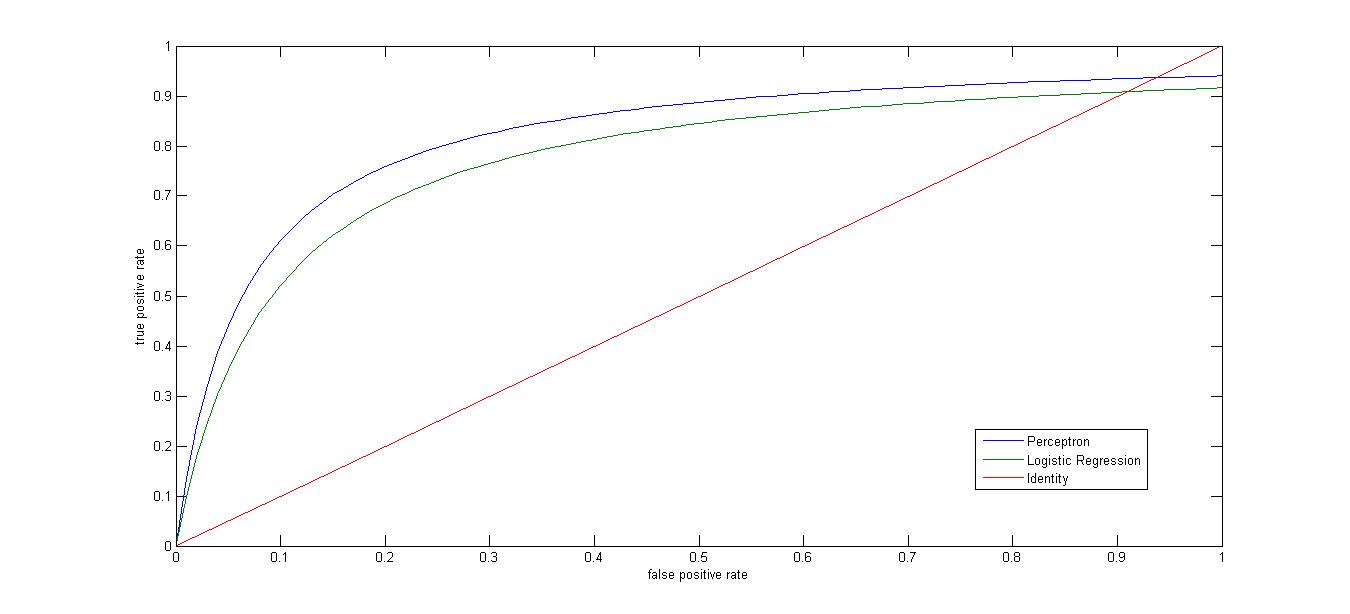 1
0.9
0.8
0.7
0.6
0.5
0.4
0.3
0.2
0.1
0
true positive rate
Perceptron
Logistic Regression
Identity
0 0.1 0.2 0.3 0.4 0.5 0.6 0.7 0.8 0.9 1
false positive rate